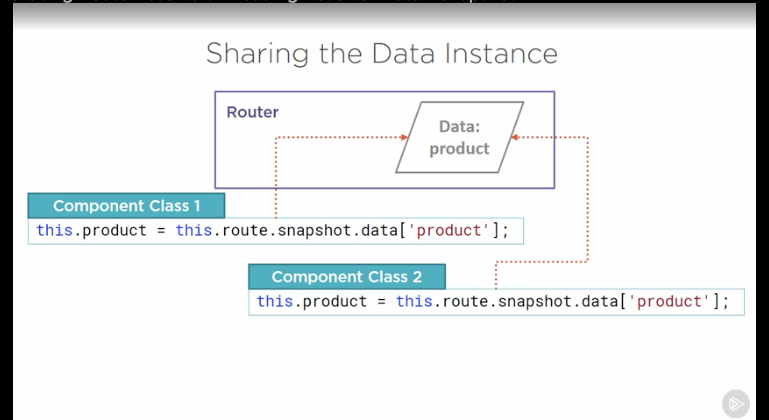 Sharing the Data Instance
Router
Data:
product
Component Class 1
this.product = this.route.snapshot.data['product'];
Component Class 2
this.product = this.route.snapshot.data['product'];